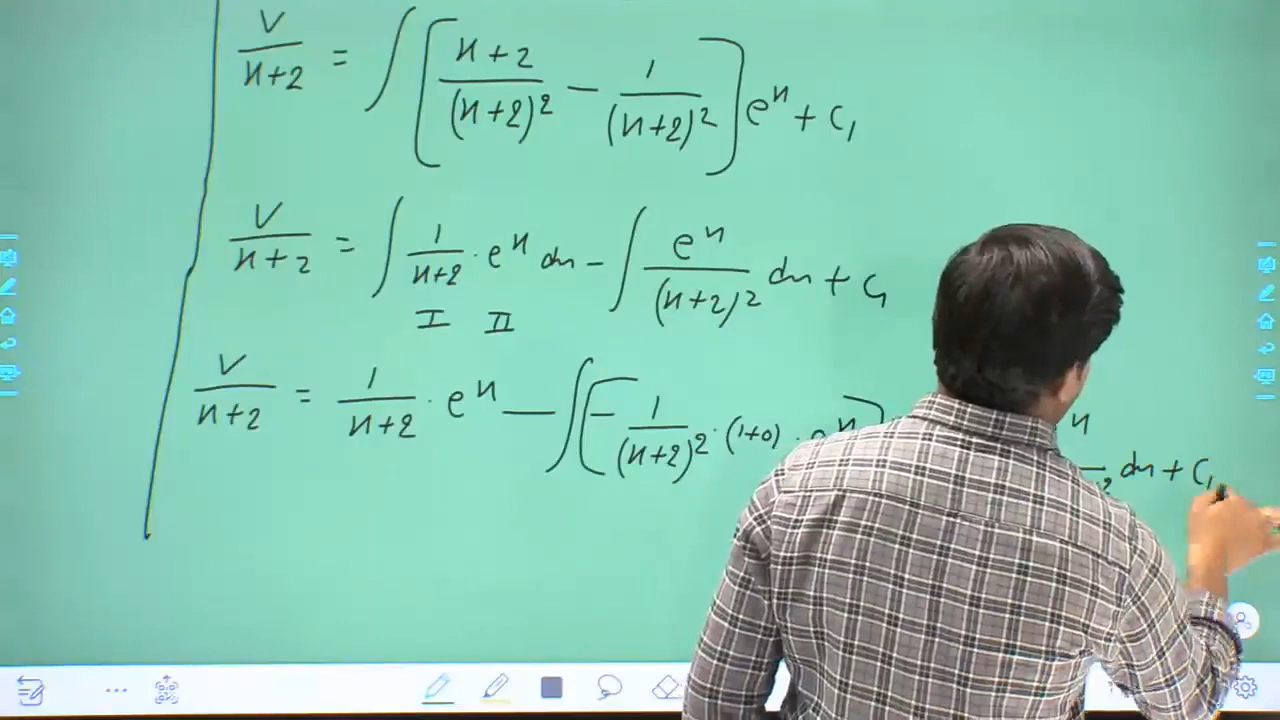 V/(x+2) = ∫ [ (x+2)/(x+2)² − 1/(x+2)² ] eˣ + C₁
V/(x+2) = ∫ 1/(x+2) · eˣ dx − ∫ eˣ/(x+2)² dx + C₁
I II
V/(x+2) = 1/(x+2) · eˣ − ∫ [ − 1/(x+2)² · (1+0) · eˣ ] x dx + C₁